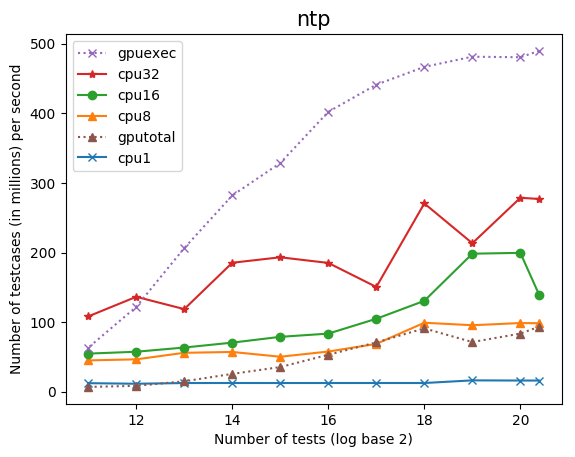 ntp
500
400
300
200
100
0
Number of testcases (in millions) per second
gpuexec
cpu32
cpu16
cpu8
gputotal
cpu1
12 14 16 18 20
Number of tests (log base 2)